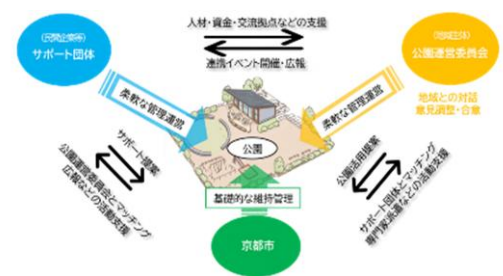 人材・資金・交流拠点などの支援
連携イベント開催・広報
民間企業等
サポート団体
地域主体
公園運営委員会
地域との対話
意見調整・合意
柔軟な管理運営
柔軟な管理運営
公園
サポート提案
公園運営委員会とマッチング
広報などの活動支援
公園活用提案
サポート団体とマッチング
専門家派遣などの活動支援
基礎的な維持管理
京都市